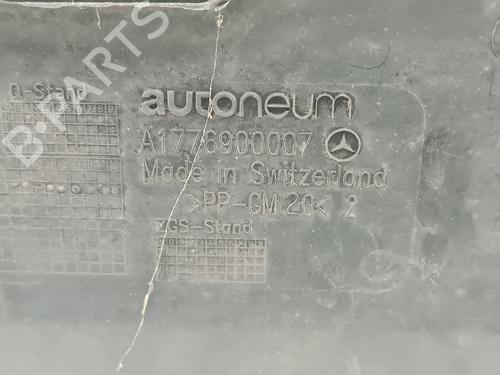 B-PARTS
Q-Stand
autoneum
A1776900007
Made in Switzerland
>PP-GM 20< 2
ZGS-Stand